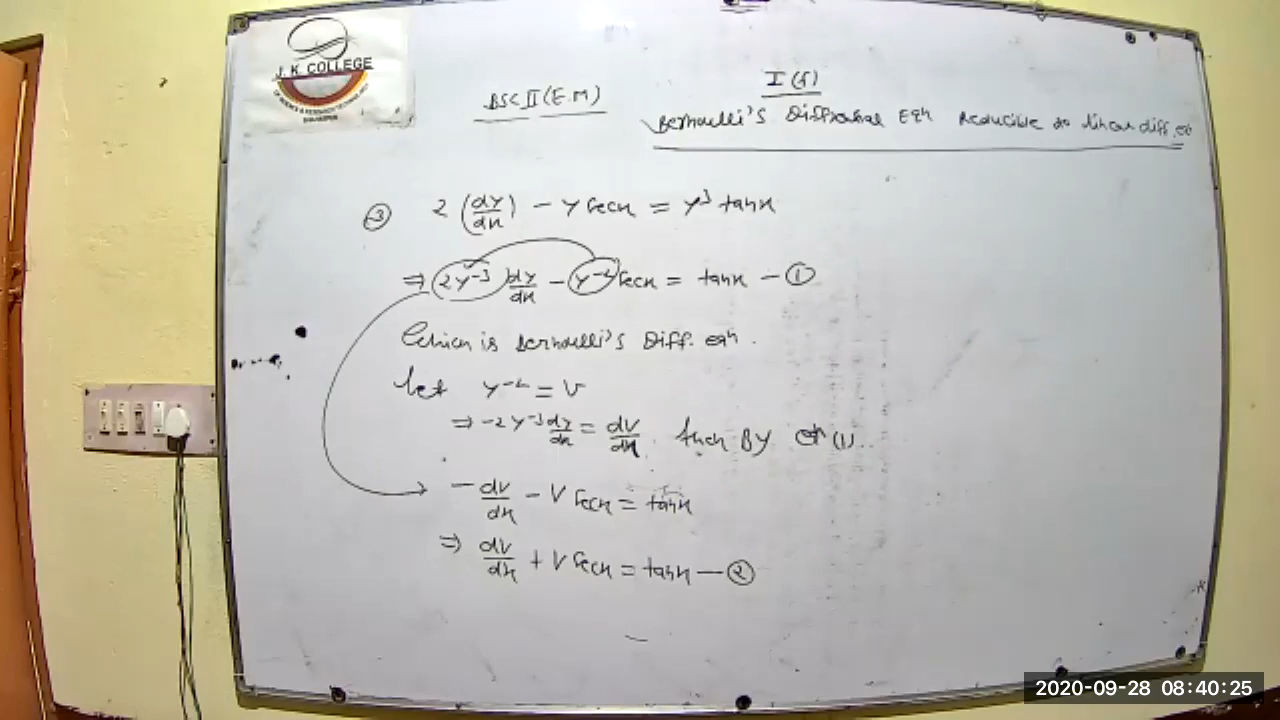 J. K. COLLEGE
BSC II (E.M)
I (5)
Bernoulli's Diffrential Eqn Reducible to linear diff. eq
③ 2 (dy/dx) - y secx = y³ tanx
⇒ 2y⁻³ dy/dx - y⁻² secx = tanx - ①
Which is Bernoulli's Diff. eqn.
let y⁻² = v
⇒ -2y⁻³ dy/dx = dv/dx. then By eqn (1)..
- dv/dx - v secx = tanx
⇒ dv/dx + v secx = tanx - ②
2020-09-28 08:40:25